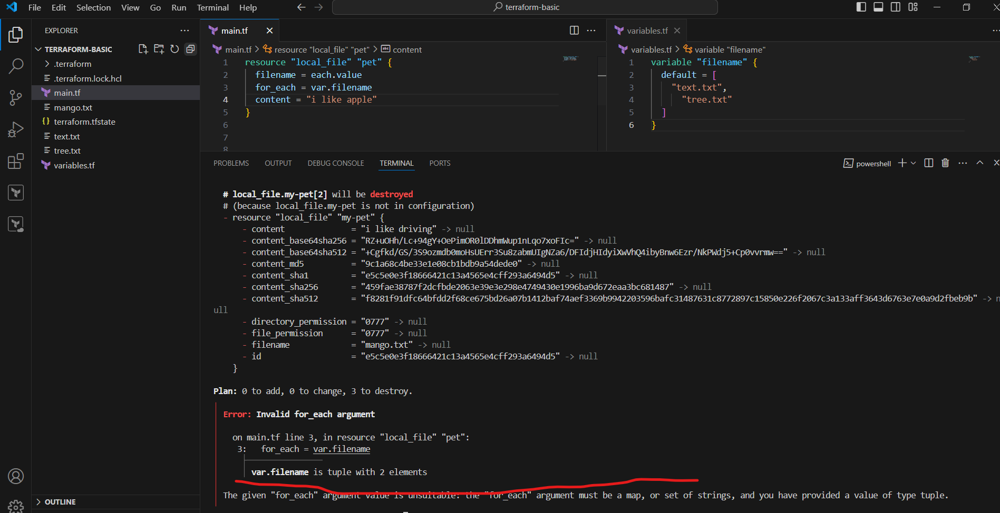 File Edit Selection View Go Run Terminal Help
terraform-basic
EXPLORER
TERRAFORM-BASIC
.terraform
.terraform.lock.hcl
main.tf
mango.txt
terraform.tfstate
text.txt
tree.txt
variables.tf
OUTLINE
main.tf
main.tf > resource "local_file" "pet" > content
1 resource "local_file" "pet" {
2 filename = each.value
3 for_each = var.filename
4 content = "i like apple"
5 }
6
7
8
variables.tf
variables.tf > variable "filename"
1 variable "filename" {
2 default = [
3 "text.txt",
4 "tree.txt"
5 ]
6 }
PROBLEMS OUTPUT DEBUG CONSOLE TERMINAL PORTS
powershell
# local_file.my-pet[2] will be destroyed
# (because local_file.my-pet is not in configuration)
- resource "local_file" "my-pet" {
- content = "i like driving" -> null
- content_base64sha256 = "RZ+uOHh/Lc+94gY+OePimOR0lDDhmWup1nLqo7xoFIc=" -> null
- content_base64sha512 = "+Cgfkd/GS/3S9ozmdb0moHsUErr3Su8zabmUIgNZa6/DFIdjHIdyiXwVhQ4ibyBnw6Ezr/NkPWdj5+Cp0vvrmw==" -> null
- content_md5 = "9c1a68c4be33e1e08cb1bdb9a54dede0" -> null
- content_sha1 = "e5c5e0e3f18666421c13a4565e4cff293a6494d5" -> null
- content_sha256 = "459fae38787f2dcfbde2063e39e3e298e4749430e1996ba9d672eaa3bc681487" -> null
- content_sha512 = "f8281f91dfc64bfdd2f68ce675bd26a07b1412baf74aef3369b9942203596bafc31487631c8772897c15850e226f2067c3a133aff3643d6763e7e0a9d2fbeb9b" -> n
ull
- directory_permission = "0777" -> null
- file_permission = "0777" -> null
- filename = "mango.txt" -> null
- id = "e5c5e0e3f18666421c13a4565e4cff293a6494d5" -> null
}
Plan: 0 to add, 0 to change, 3 to destroy.
Error: Invalid for_each argument
on main.tf line 3, in resource "local_file" "pet":
3: for_each = var.filename
var.filename is tuple with 2 elements
The given "for_each" argument value is unsuitable: the "for_each" argument must be a map, or set of strings, and you have provided a value of type tuple.